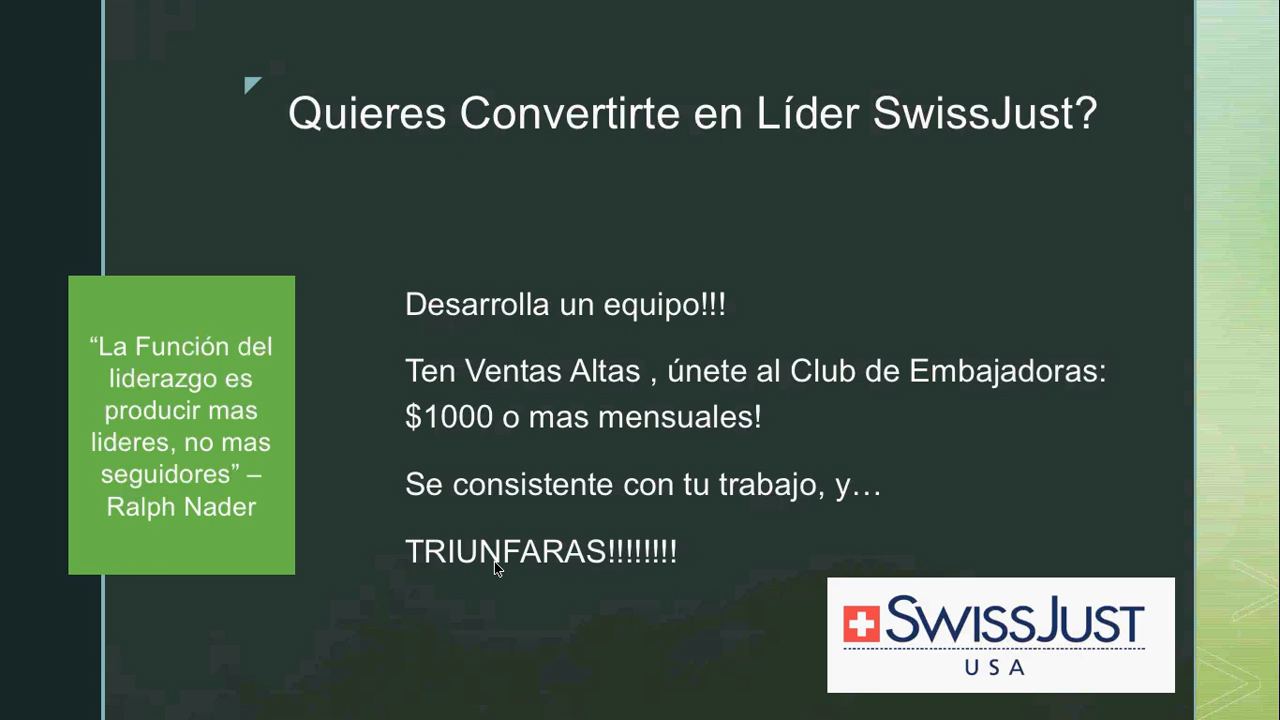 Quieres Convertirte en Líder SwissJust?
“La Función del
liderazgo es
producir mas
lideres, no mas
seguidores” –
Ralph Nader
Desarrolla un equipo!!!
Ten Ventas Altas , únete al Club de Embajadoras:
$1000 o mas mensuales!
Se consistente con tu trabajo, y…
TRIUNFARAS!!!!!!!!
SWISSJUST
USA